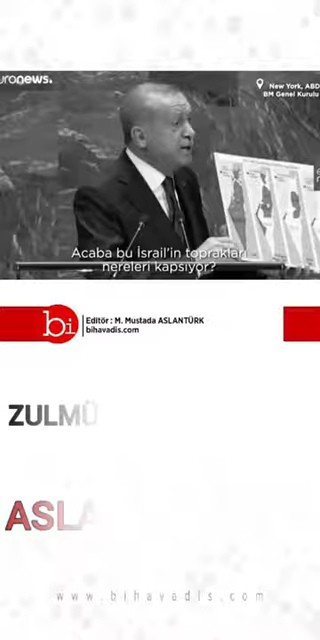 uronews.
New York, ABD
BM Genel Kurulu
Acaba bu İsrail'in toprakları
nereleri kapsıyor?
bi
Editör : M. Mustada ASLANTÜRK
bihavadis.com
ZULMÜ
ASLA
www.bihavadis.com